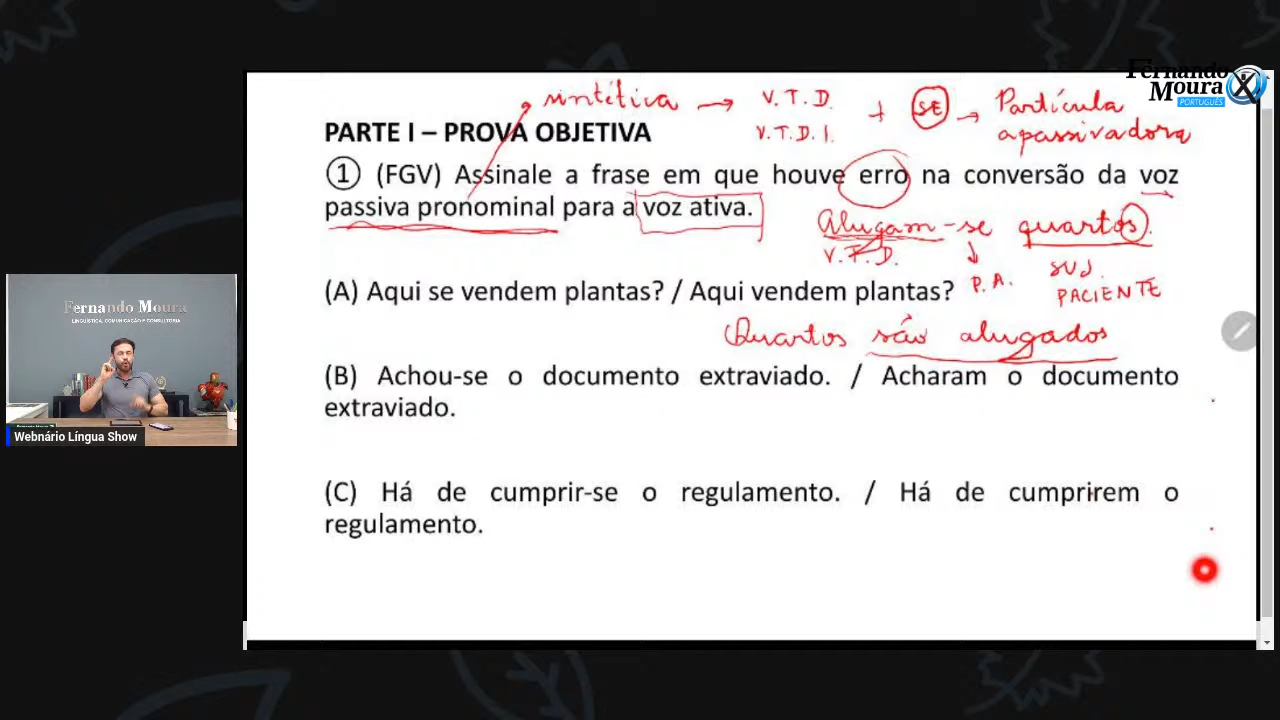 Fernando
Moura
PORTUGUÊS
sintética → V.T.D. + SE → Partícula
V.T.D.I. apassivadora
PARTE I – PROVA OBJETIVA
1 (FGV) Assinale a frase em que houve erro na conversão da voz
passiva pronominal para a voz ativa.
Alugam-se quartos.
V.T.D.
P.A.
SUJ.
PACIENTE
(A) Aqui se vendem plantas? / Aqui vendem plantas?
Quartos são alugados
(B) Achou-se o documento extraviado. / Acharam o documento
extraviado.
(C) Há de cumprir-se o regulamento. / Há de cumprirem o
regulamento.
Fernando Moura
LINGUÍSTICA, COMUNICAÇÃO E CONSULTORIA
Webnário Língua Show